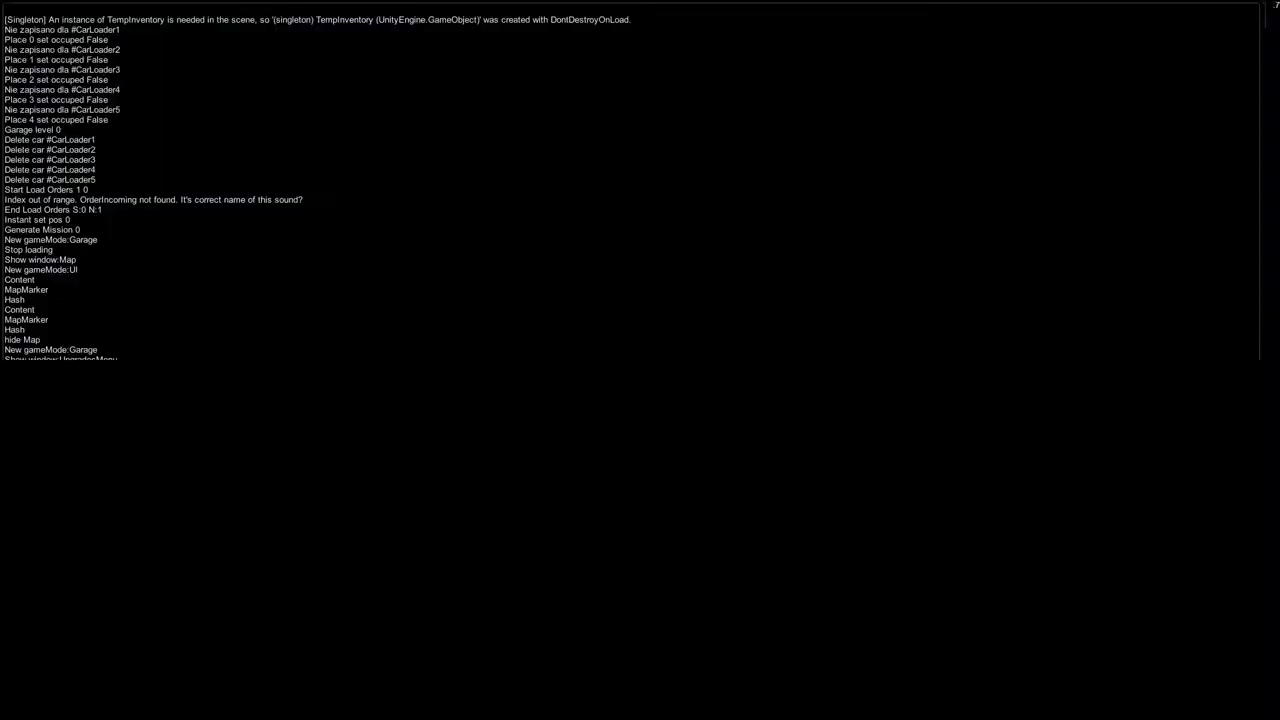 [Singleton] An instance of TempInventory is needed in the scene, so '(singleton) TempInventory (UnityEngine.GameObject)' was created with DontDestroyOnLoad.
Nie zapisano dla #CarLoader1
Place 0 set occuped False
Nie zapisano dla #CarLoader2
Place 1 set occuped False
Nie zapisano dla #CarLoader3
Place 2 set occuped False
Nie zapisano dla #CarLoader4
Place 3 set occuped False
Nie zapisano dla #CarLoader5
Place 4 set occuped False
Garage level 0
Delete car #CarLoader1
Delete car #CarLoader2
Delete car #CarLoader3
Delete car #CarLoader4
Delete car #CarLoader5
Start Load Orders 1 0
Index out of range. OrderIncoming not found. It's correct name of this sound?
End Load Orders S:0 N:1
Instant set pos 0
Generate Mission 0
New gameMode:Garage
Stop loading
Show window:Map
New gameMode:UI
Content
MapMarker
Hash
Content
MapMarker
Hash
hide Map
New gameMode:Garage
Show window:UpgradesMenu